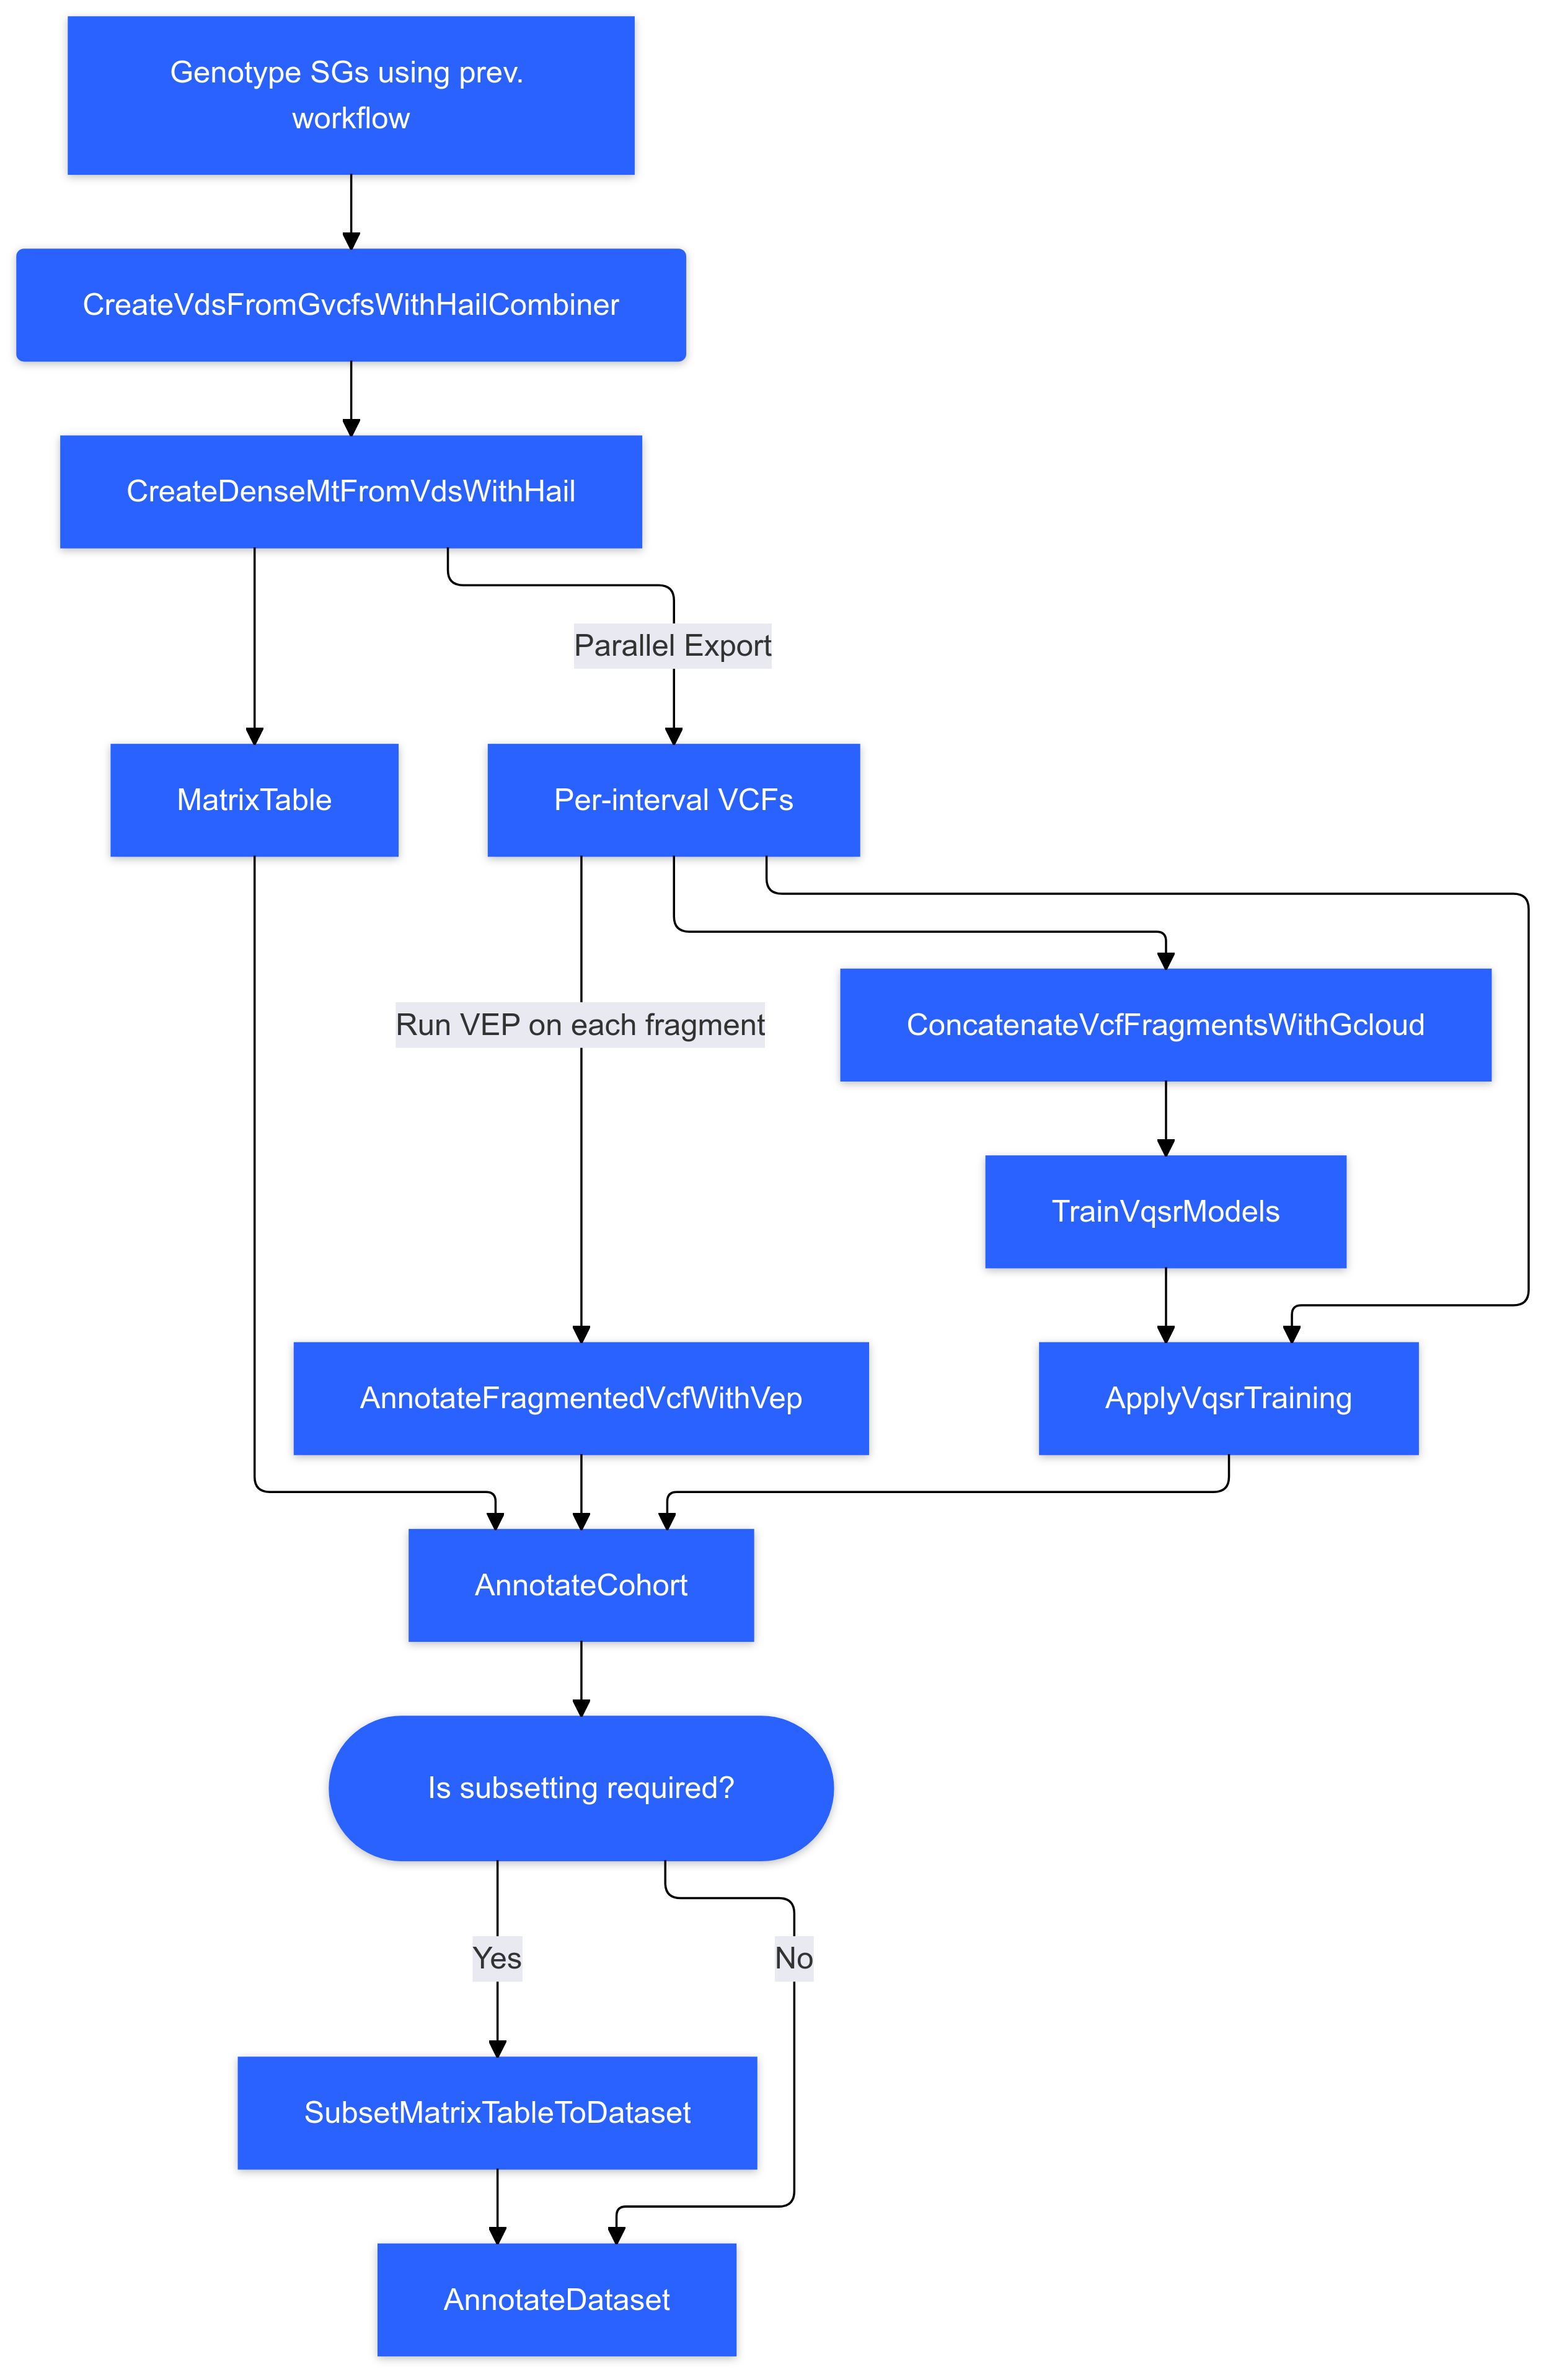 Genotype SGs using prev.
workflow
CreateVdsFromGvcfsWithHailCombiner
CreateDenseMtFromVdsWithHail
Parallel Export
MatrixTable
Per-interval VCFs
Run VEP on each fragment
ConcatenateVcfFragmentsWithGcloud
TrainVqsrModels
AnnotateFragmentedVcfWithVep
ApplyVqsrTraining
AnnotateCohort
Is subsetting required?
Yes
No
SubsetMatrixTableToDataset
AnnotateDataset